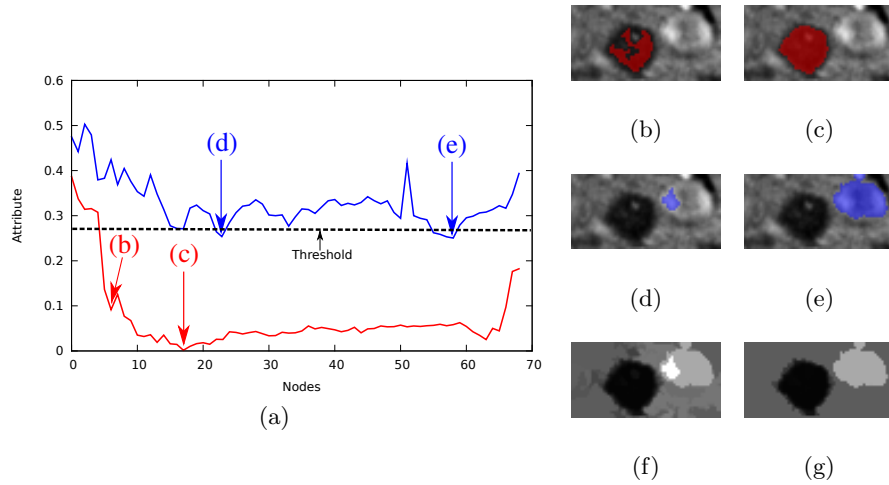 0.6
0.5
0.4
0.3
0.2
0.1
0
0 10 20 30 40 50 60 70
Attribute
Nodes
Threshold
(b)
(c)
(d)
(e)
(a)
(b) (c)
(d) (e)
(f) (g)